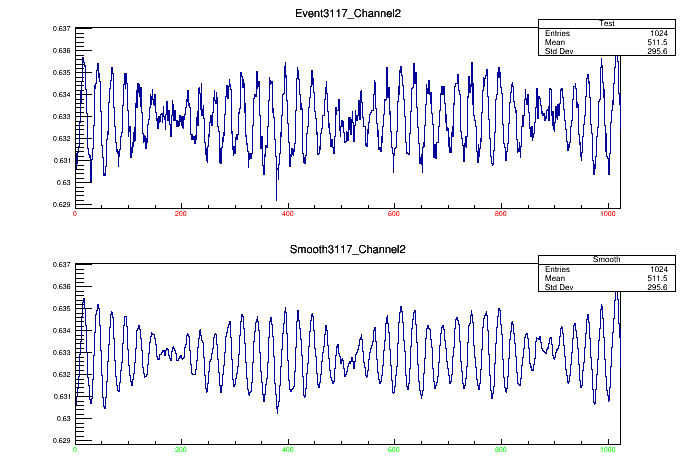 Event3117_Channel2
Test
Entries 1024
Mean 511.5
Std Dev 295.6
0.637
0.636
0.635
0.634
0.633
0.632
0.631
0.63
0.629
0 200 400 600 800 1000
Smooth3117_Channel2
Smooth
Entries 1024
Mean 511.5
Std Dev 295.6
0.637
0.636
0.635
0.634
0.633
0.632
0.631
0.63
0.629
0 200 400 600 800 1000